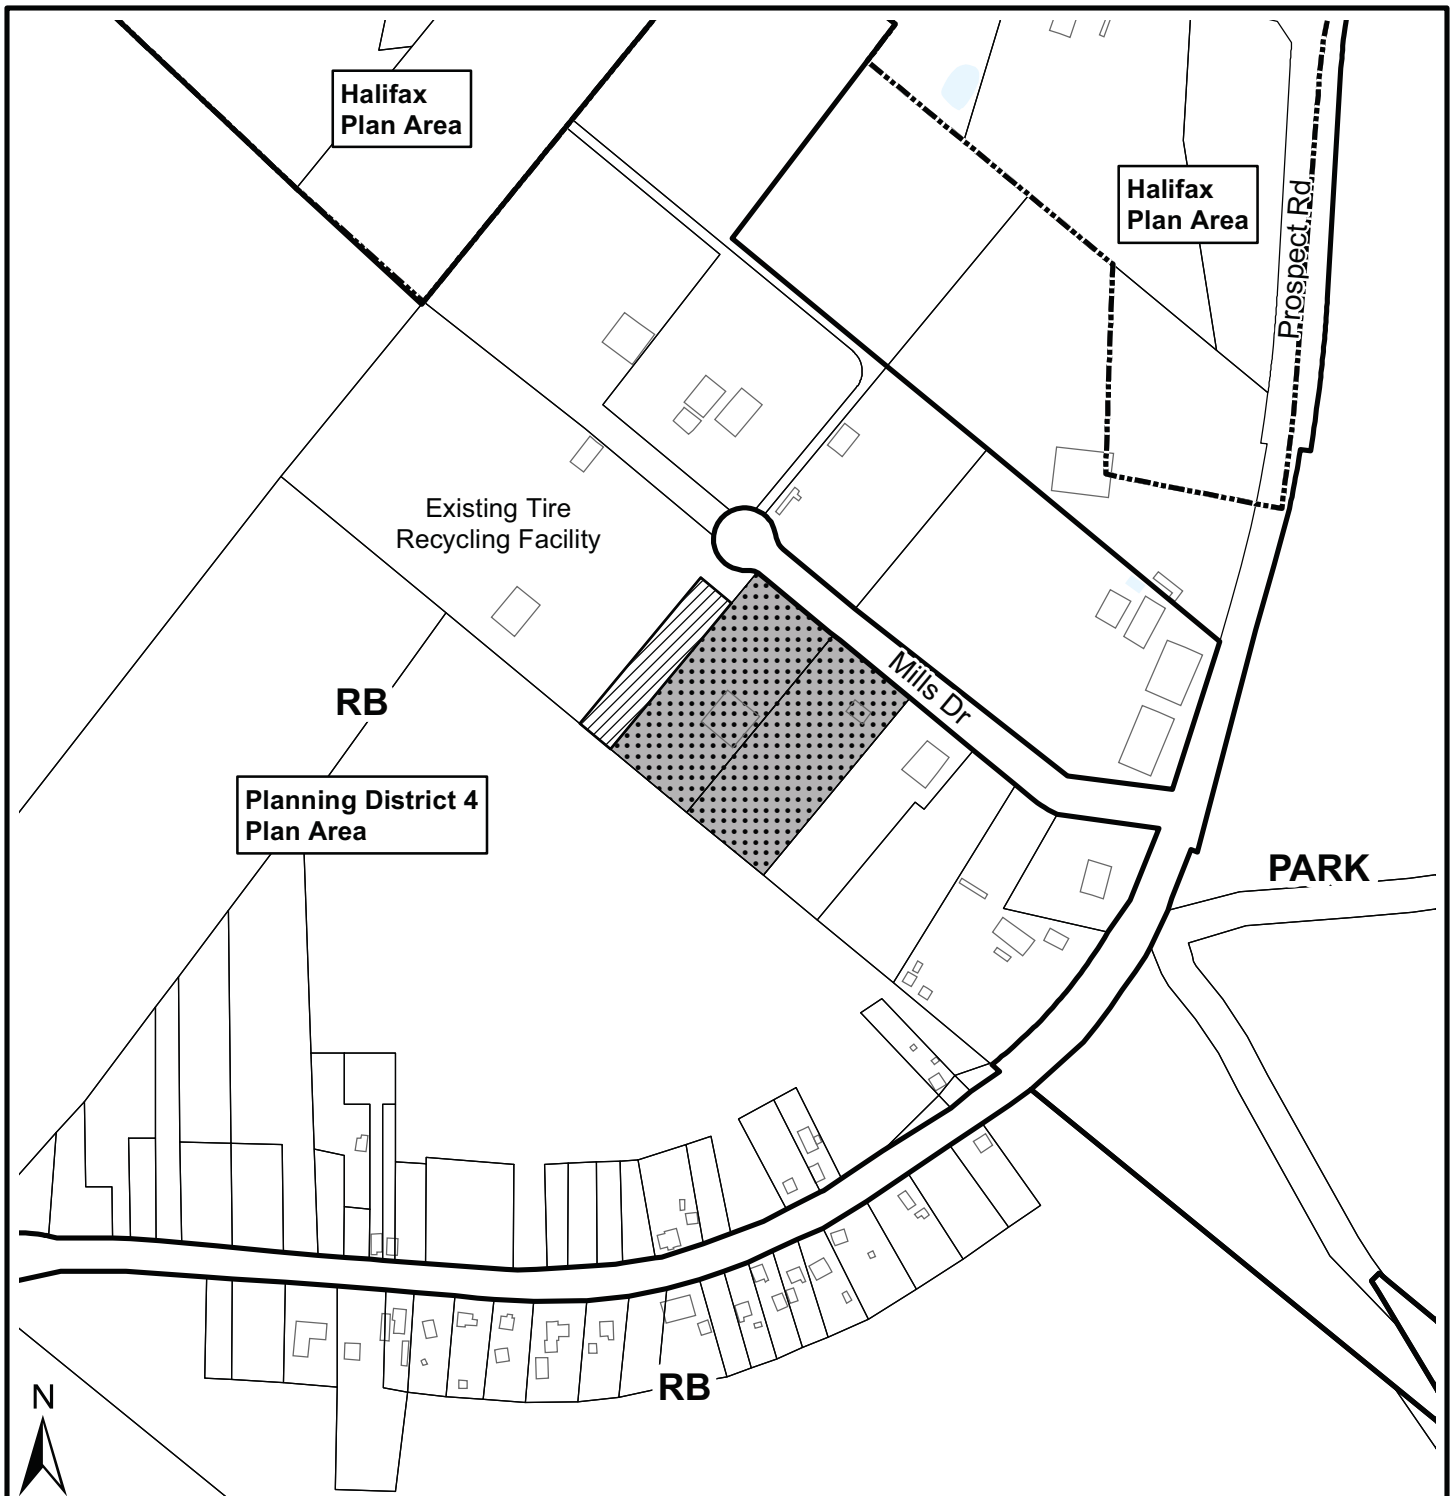 Halifax
Plan Area
Halifax
Plan Area
Prospect Rd
Existing Tire
Recycling Facility
Mills Dr
RB
Planning District 4
Plan Area
PARK
RB
N